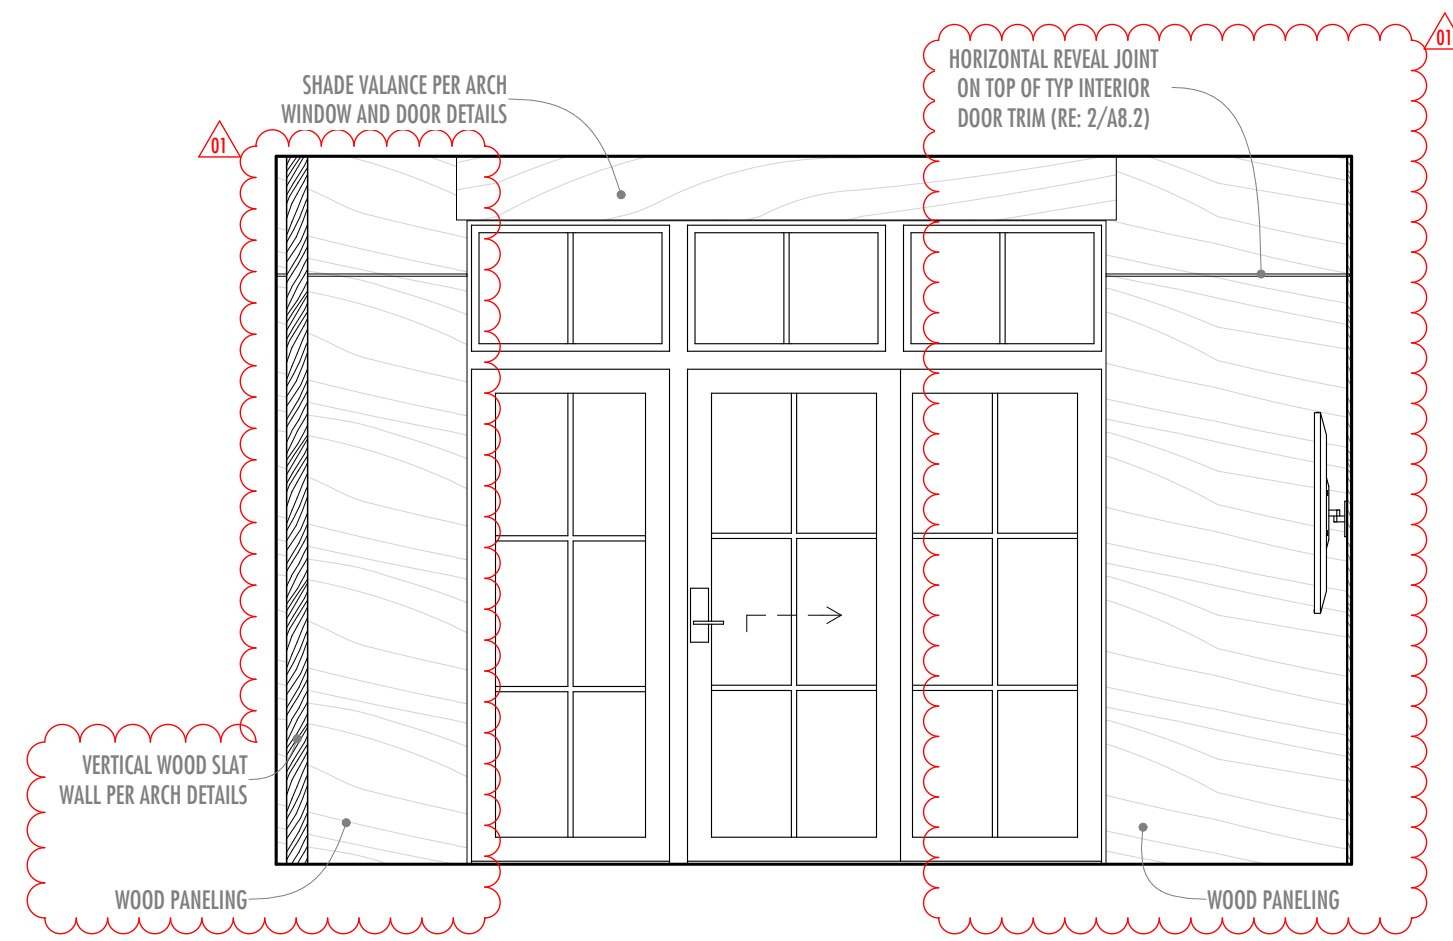 HORIZONTAL REVEAL JOINT
ON TOP OF TYP INTERIOR
DOOR TRIM (RE: 2/A8.2)
01
SHADE VALANCE PER ARCH
WINDOW AND DOOR DETAILS
01
VERTICAL WOOD SLAT
WALL PER ARCH DETAILS
WOOD PANELING
WOOD PANELING